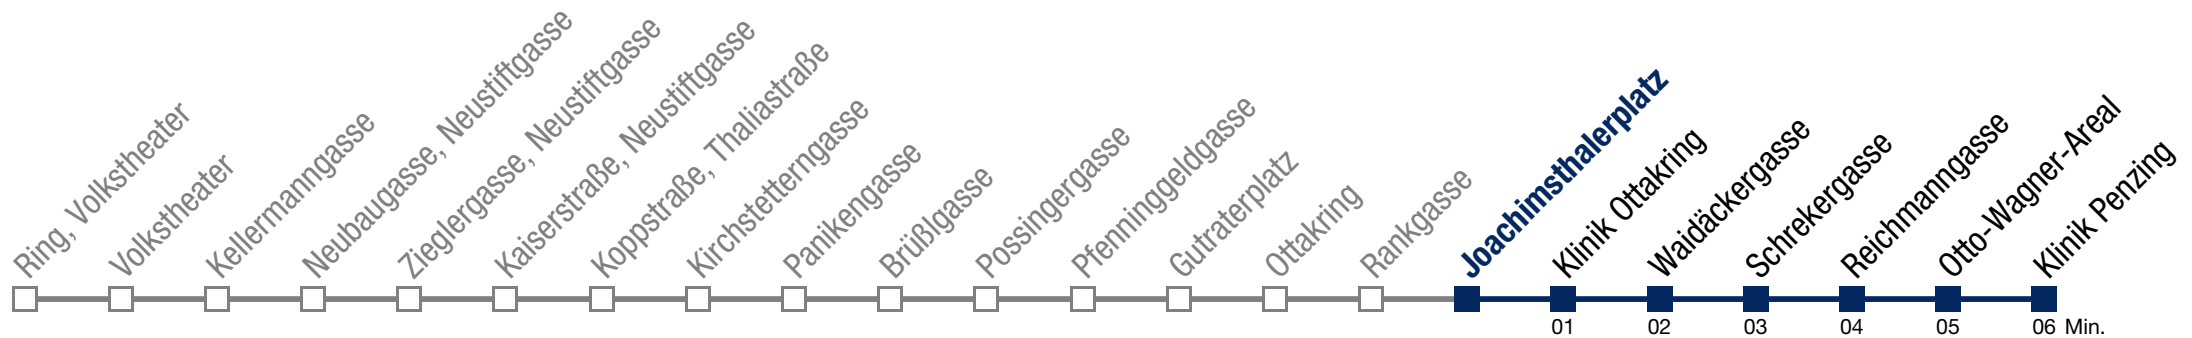 Ring, Volkstheater
Volkstheater
Kellermanngasse
Neubaugasse, Neustiftgasse
Zieglergasse, Neustiftgasse
Kaiserstraße, Neustiftgasse
Koppstraße, Thaliastraße
Kirchstetterngasse
Panikengasse
Brüßlgasse
Possingergasse
Pfenninggeldgasse
Gutraterplatz
Ottakring
Rankgasse
Joachimsthalerplatz
Klinik Ottakring
Waidäckergasse
Schrekergasse
Reichmanngasse
Otto-Wagner-Areal
Klinik Penzing
01 02 03 04 05 06 Min.